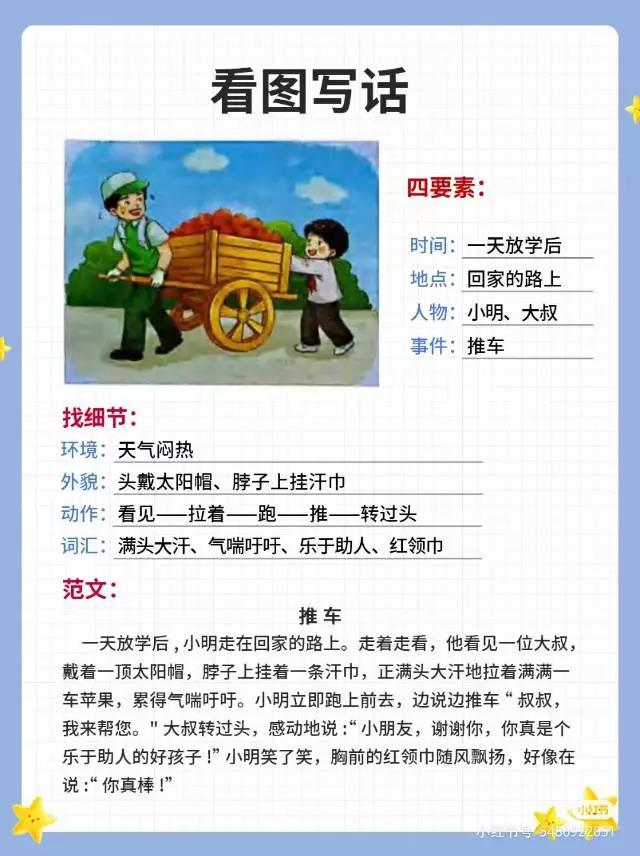 看图写话
四要素：
时间：一天放学后
地点：回家的路上
人物：小明、大叔
事件：推车
找细节：
环境：天气闷热
外貌：头戴太阳帽、脖子上挂汗巾
动作：看见——拉着——跑——推——转过头
词汇：满头大汗、气喘吁吁、乐于助人、红领巾
范文：
推 车
一天放学后 , 小明走在回家的路上。走着走看，他看见一位大叔，
戴着一顶太阳帽，脖子上挂着一条汗巾，正满头大汗地拉着满满一
车苹果，累得气喘吁吁。小明立即跑上前去，边说边推车 “ 叔叔，
我来帮您。" 大叔转过头，感动地说 :“ 小朋友，谢谢你，你真是个
乐于助人的好孩子 !” 小明笑了笑，胸前的红领巾随风飘扬，好像在
说 :“ 你真棒 !”
小红书
小红书号 5486922051